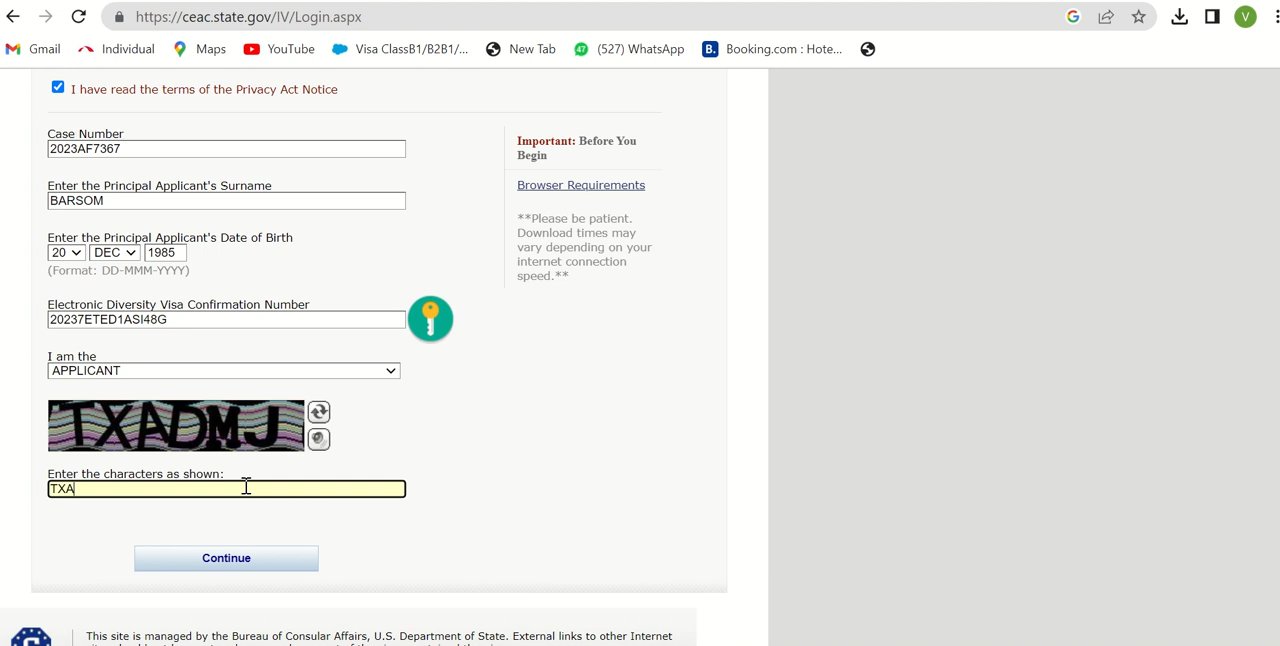 https://ceac.state.gov/IV/Login.aspx
V
Gmail
Individual
Maps
YouTube
Visa ClassB1/B2B1/...
New Tab
47
(527) WhatsApp
B.
Booking.com : Hote...
I have read the terms of the Privacy Act Notice
Case Number
2023AF7367
Enter the Principal Applicant's Surname
BARSOM
Enter the Principal Applicant's Date of Birth
20 DEC 1985
(Format: DD-MMM-YYYY)
Electronic Diversity Visa Confirmation Number
20237ETED1ASI48G
I am the
APPLICANT
TXADMJ
Enter the characters as shown:
TXA
Continue
Important: Before You
Begin
Browser Requirements
**Please be patient.
Download times may
vary depending on your
internet connection
speed.**
This site is managed by the Bureau of Consular Affairs, U.S. Department of State. External links to other Internet